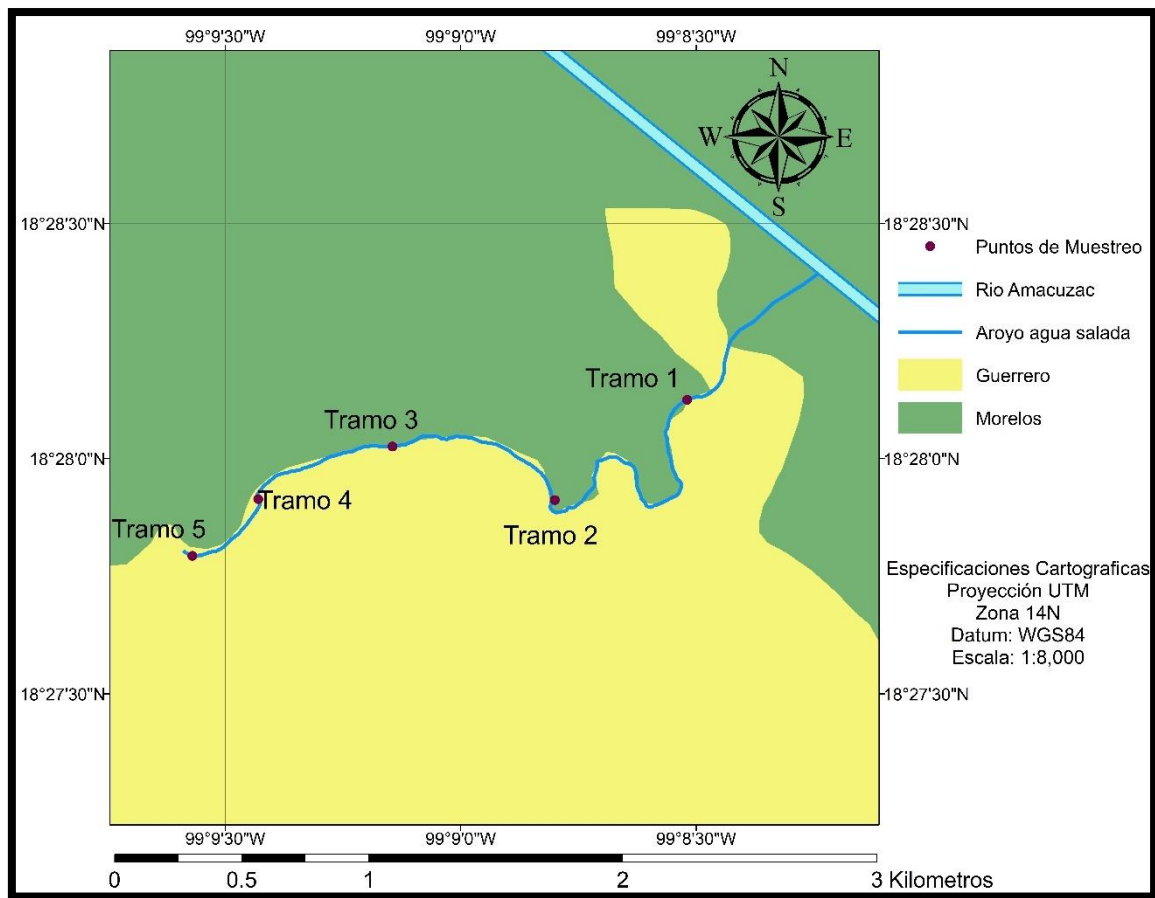 99°9'30"W 99°9'0"W 99°8'30"W
N
W E
S
18°28'30"N 18°28'30"N
Puntos de Muestreo
Rio Amacuzac
Aroyo agua salada
Guerrero
Morelos
Tramo 1
Tramo 3
18°28'0"N 18°28'0"N
Tramo 4
Tramo 2
Tramo 5
Especificaciones Cartograficas
Proyección UTM
Zona 14N
Datum: WGS84
Escala: 1:8,000
18°27'30"N 18°27'30"N
99°9'30"W 99°9'0"W 99°8'30"W
0 0.5 1 2 3 Kilometros